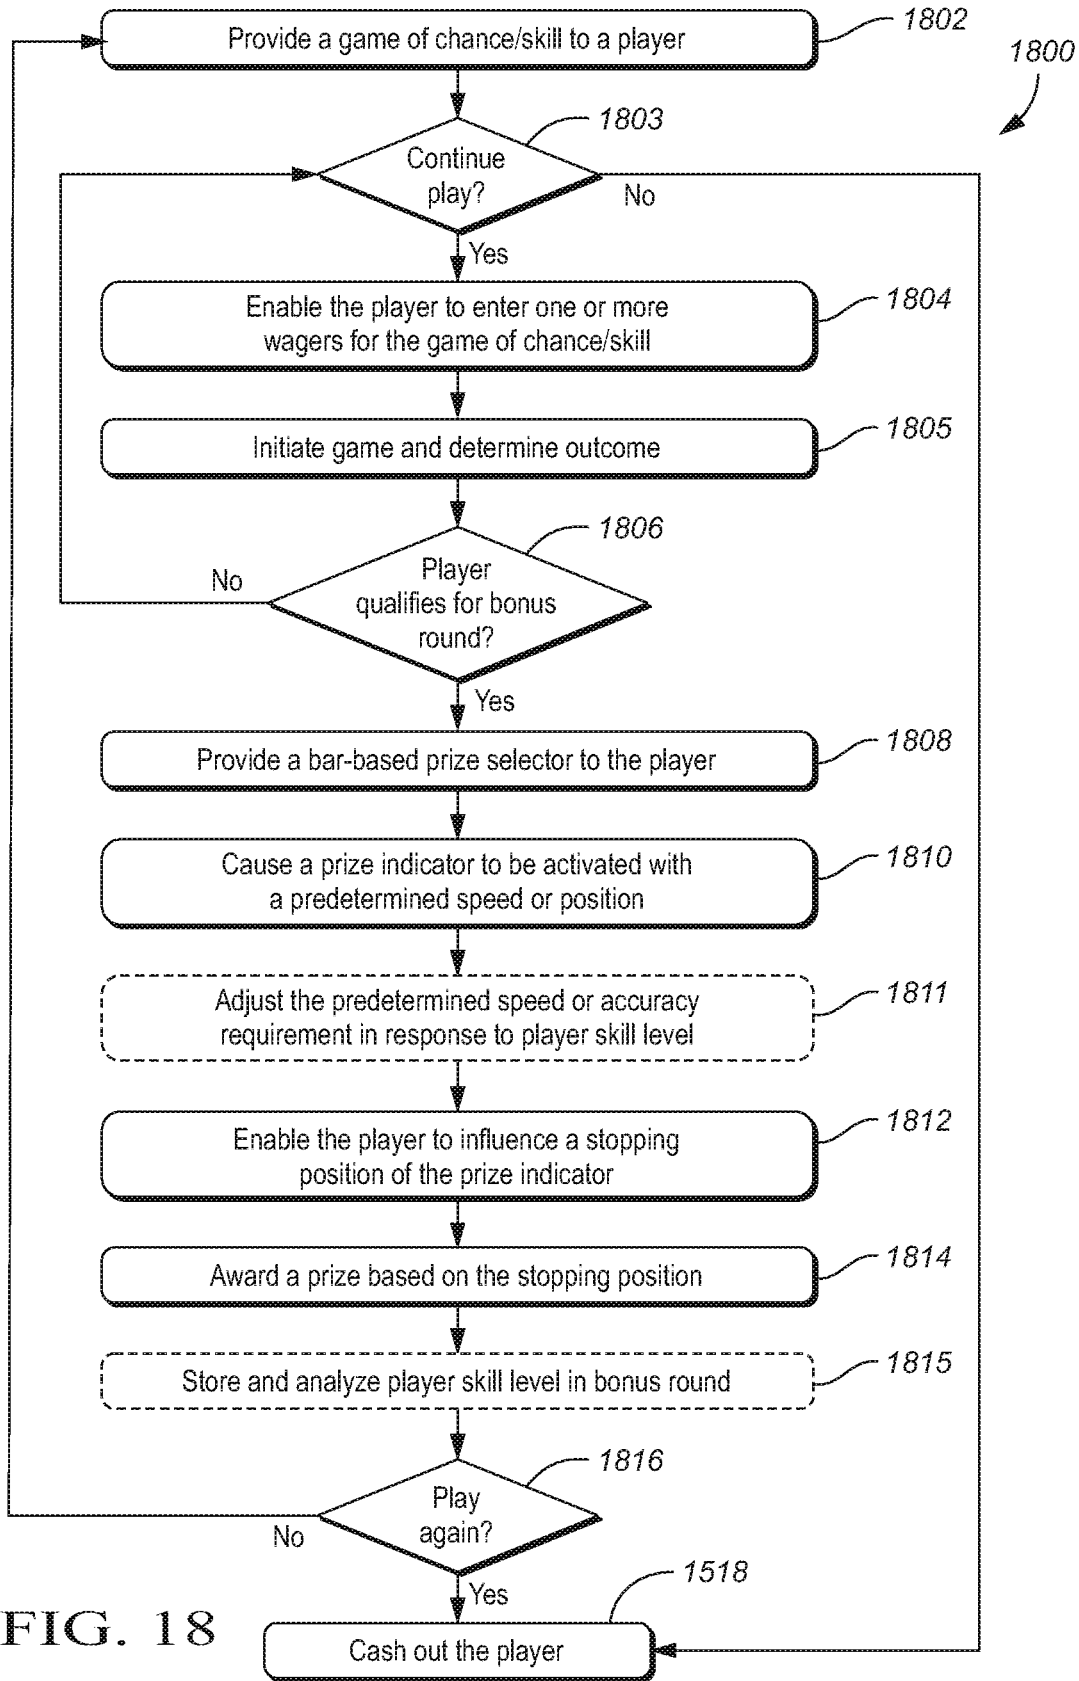 Provide a game of chance/skill to a player
1802
1800
1803
Continue
play?
No
Yes
Enable the player to enter one or more
wagers for the game of chance/skill
1804
Initiate game and determine outcome
1805
1806
Player
qualifies for bonus
round?
No
Yes
Provide a bar-based prize selector to the player
1808
Cause a prize indicator to be activated with
a predetermined speed or position
1810
Adjust the predetermined speed or accuracy
requirement in response to player skill level
1811
Enable the player to influence a stopping
position of the prize indicator
1812
Award a prize based on the stopping position
1814
Store and analyze player skill level in bonus round
1815
1816
Play
again?
No
Yes
1518
Cash out the player
FIG. 18